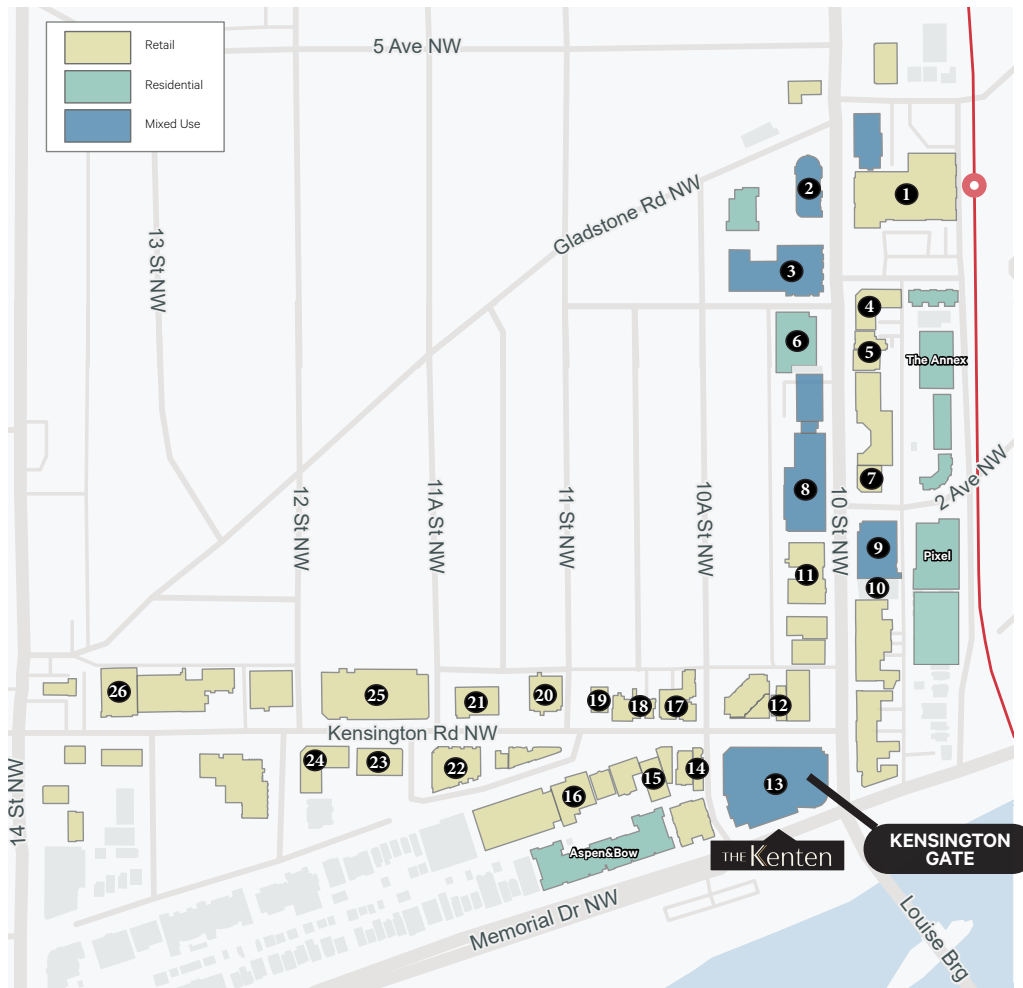 Retail
Residential
Mixed Use
5 Ave NW
Gladstone Rd NW
13 St NW
1
2
3
4
5
The Annex
6
7
2 Ave NW
8
12 St NW
11A St NW
11 St NW
10A St NW
10 St NW
9
Pixel
10
11
26
25
21
20
19
18
17
12
Kensington Rd NW
24
23
22
16
15
14
13
14 St NW
KENSINGTON
GATE
THE Kenten
Aspen&Bow
Memorial Dr NW
Louise Brg